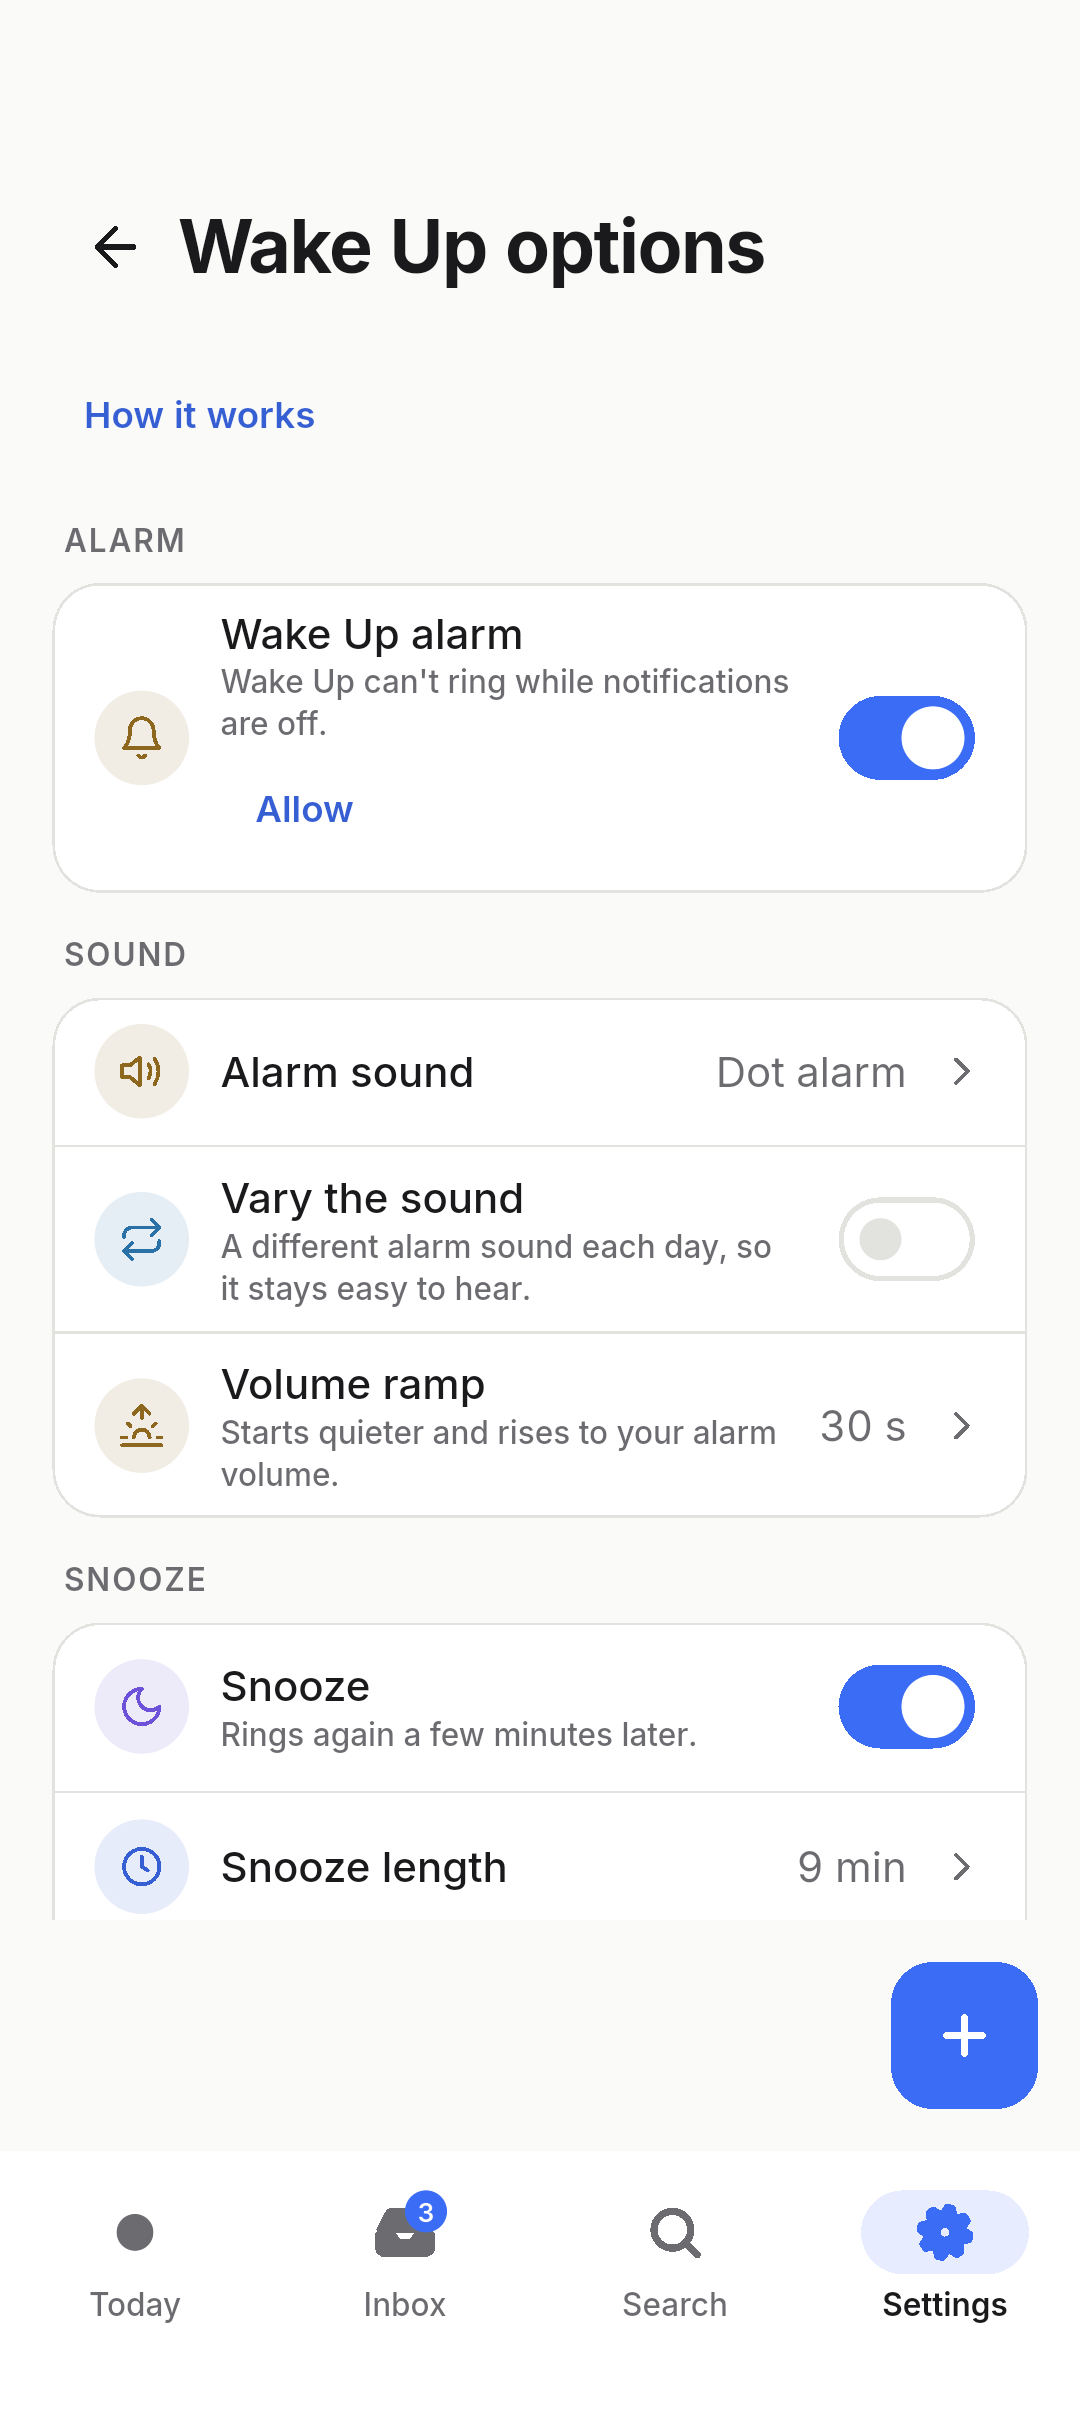 Wake Up options
How it works
ALARM
Wake Up alarm
Wake Up can't ring while notifications
are off.
Allow
SOUND
Alarm sound
Dot alarm
Vary the sound
A different alarm sound each day, so
it stays easy to hear.
Volume ramp
Starts quieter and rises to your alarm
volume.
30 s
SNOOZE
Snooze
Rings again a few minutes later.
Snooze length
9 min
3
Today
Inbox
Search
Settings